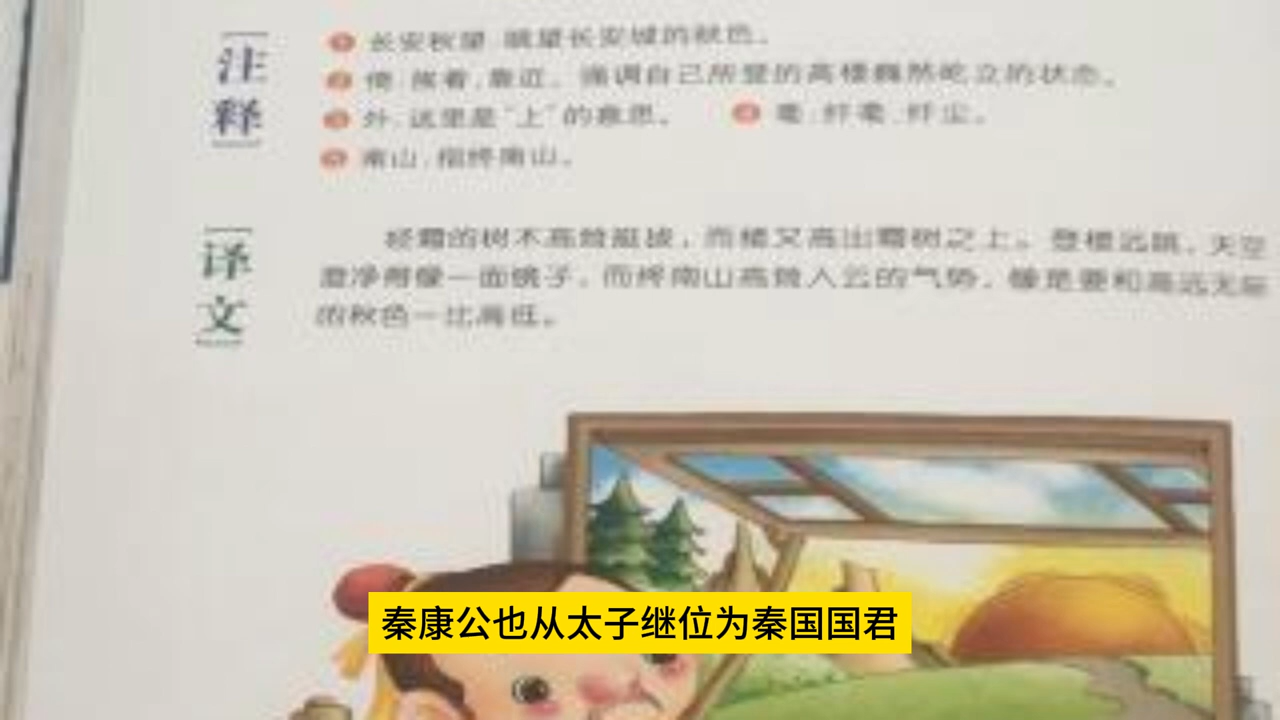 注释
❶ 长安秋望:眺望长安城的秋色。
❷ 倚:挨着,靠近。强调自己所登的高楼巍然屹立的状态。
❸ 外:这里是“上”的意思。 ❹ 毫:纤毫、纤尘。
❺ 南山:指终南山。
译文
经霜的树木高耸挺拔,而楼又高出霜树之上。登楼远眺,天空
澄净得像一面镜子,而终南山高耸入云的气势,像是要和高远无际
的秋色一比高低。
秦康公也从太子继位为秦国国君